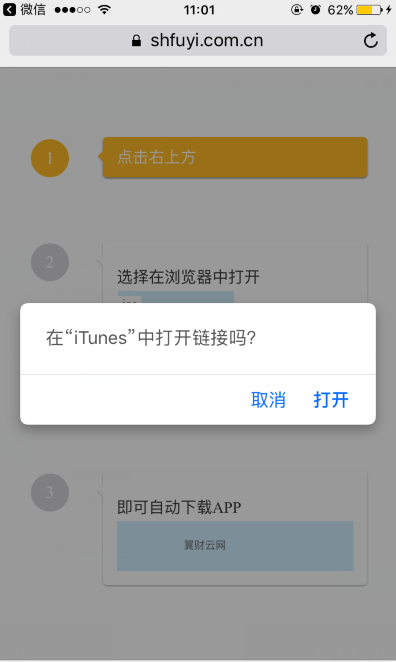 微信
11:01
62%
shfuyi.com.cn
1
点击右上方
2
选择在浏览器中打开
在“iTunes”中打开链接吗?
取消
打开
3
即可自动下载APP
翼财云网